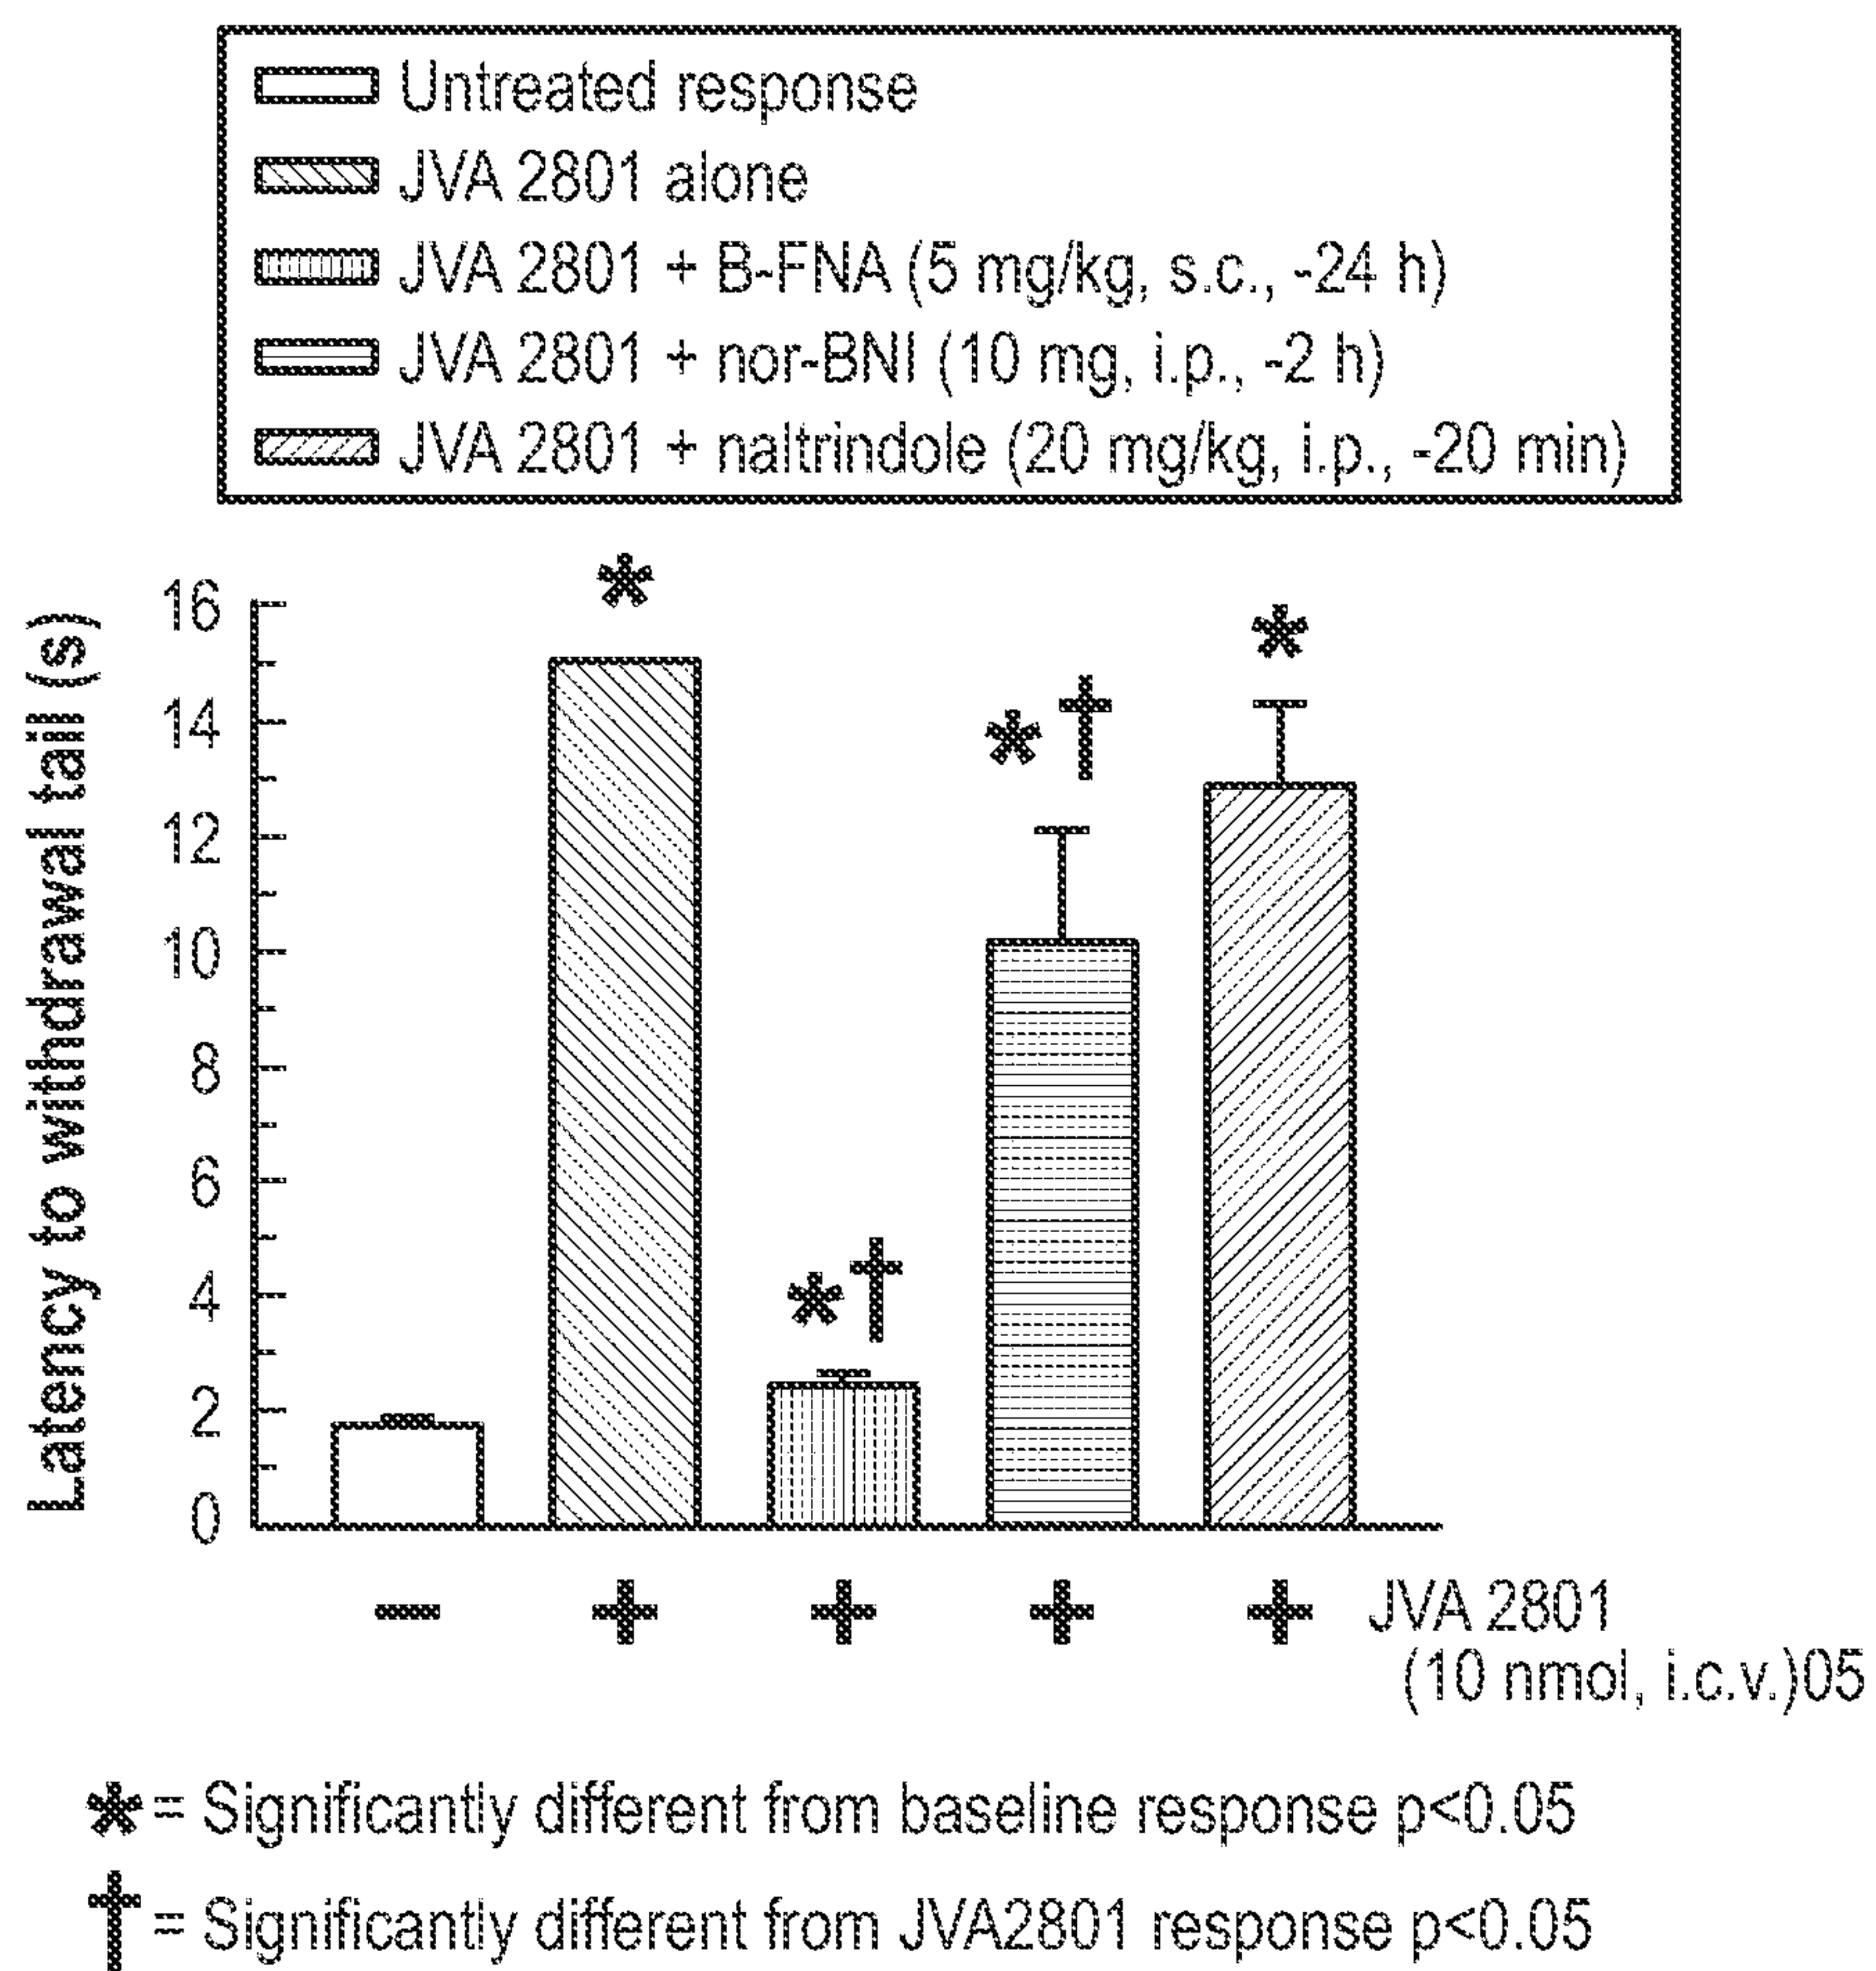 Untreated response
JVA 2801 alone
JVA 2801 + B-FNA (5 mg/kg, s.c., -24 h)
JVA 2801 + nor-BNI (10 mg, i.p., -2 h)
JVA 2801 + naltrindole (20 mg/kg, i.p., -20 min)
Latency to withdrawal tail (s)
16
14
12
10
8
6
4
2
0
*
*†
*†
*
− + + + + JVA 2801
(10 nmol, i.c.v.)05
* = Significantly different from baseline response p<0.05
† = Significantly different from JVA2801 response p<0.05